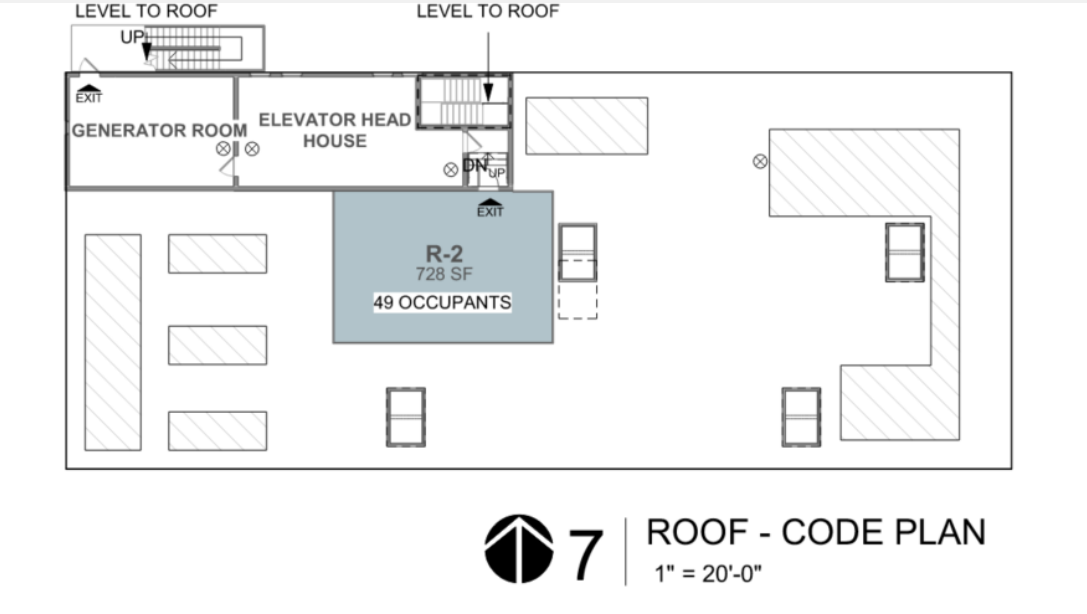 LEVEL TO ROOF
LEVEL TO ROOF
UP
EXIT
GENERATOR ROOM
ELEVATOR HEAD
HOUSE
DN
UP
EXIT
R-2
728 SF
49 OCCUPANTS
7
ROOF - CODE PLAN
1" = 20'-0"